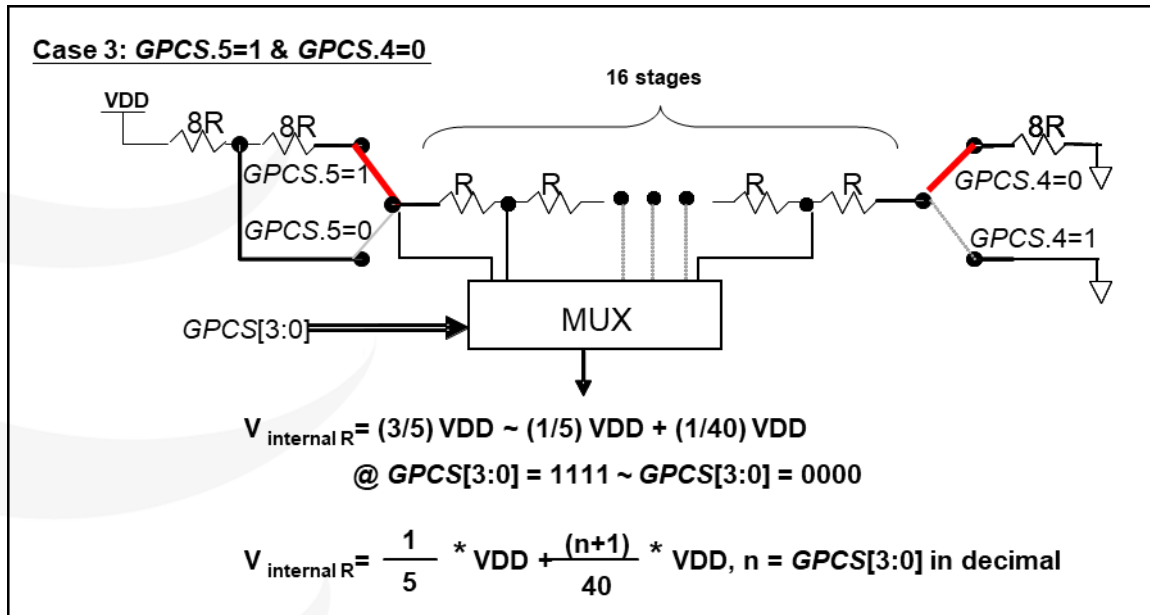 Case 3: GPCS.5=1 & GPCS.4=0
16 stages
VDD
8R
8R
8R
GPCS.5=1
GPCS.4=0
R
R
R
R
GPCS.5=0
GPCS.4=1
GPCS[3:0]
MUX
V internal R = (3/5) VDD ~ (1/5) VDD + (1/40) VDD
@ GPCS[3:0] = 1111 ~ GPCS[3:0] = 0000
V internal R = 1/5 * VDD + (n+1)/40 * VDD, n = GPCS[3:0] in decimal